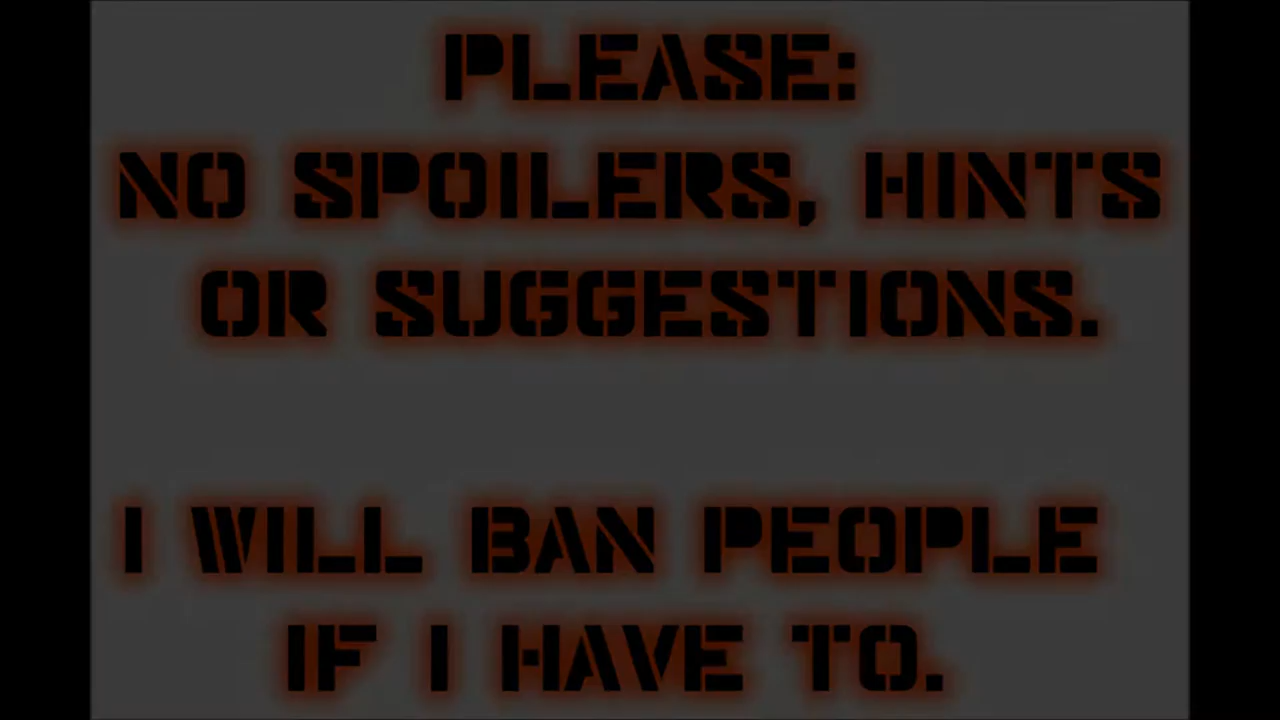 PLEASE:
NO SPOILERS, HINTS
OR SUGGESTIONS.
I WILL BAN PEOPLE
IF I HAVE TO.